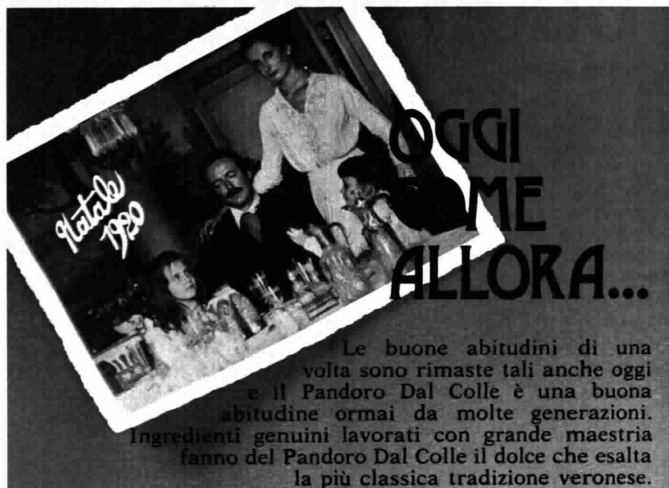 Natale
1920
OGGI
COME
ALLORA...
Le buone abitudini di una
volta sono rimaste tali anche oggi
e il Pandoro Dal Colle è una buona
abitudine ormai da molte generazioni.
Ingredienti genuini lavorati con grande maestria
fanno del Pandoro Dal Colle il dolce che esalta
la più classica tradizione veronese.